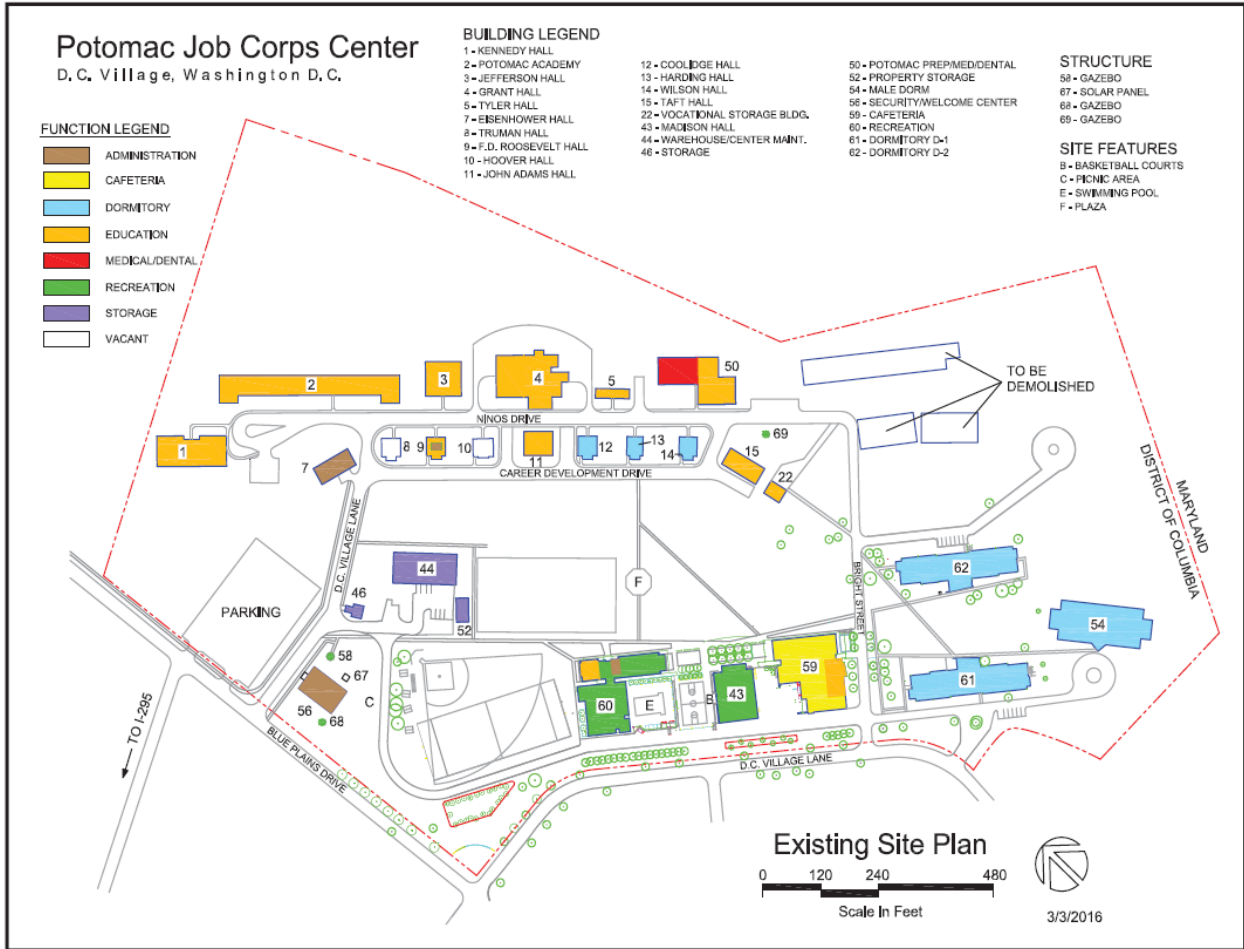 Potomac Job Corps Center
D.C. Village, Washington D.C.
FUNCTION LEGEND
ADMINISTRATION
CAFETERIA
DORMITORY
EDUCATION
MEDICAL/DENTAL
RECREATION
STORAGE
VACANT
BUILDING LEGEND
1 - KENNEDY HALL
2 - POTOMAC ACADEMY
3 - JEFFERSON HALL
4 - GRANT HALL
5 - TYLER HALL
7 - EISENHOWER HALL
8 - TRUMAN HALL
9 - F.D. ROOSEVELT HALL
10 - HOOVER HALL
11 - JOHN ADAMS HALL
12 - COOLIDGE HALL
13 - HARDING HALL
14 - WILSON HALL
15 - TAFT HALL
22 - VOCATIONAL STORAGE BLDG.
43 - MADISON HALL
44 - WAREHOUSE/CENTER MAINT.
46 - STORAGE
50 - POTOMAC PREP/MED/DENTAL
52 - PROPERTY STORAGE
54 - MALE DORM
56 - SECURITY/WELCOME CENTER
59 - CAFETERIA
60 - RECREATION
61 - DORMITORY D-1
62 - DORMITORY D-2
STRUCTURE
58 - GAZEBO
67 - SOLAR PANEL
68 - GAZEBO
69 - GAZEBO
SITE FEATURES
B - BASKETBALL COURTS
C - PICNIC AREA
E - SWIMMING POOL
F - PLAZA
2
3
4
5
50
TO BE
DEMOLISHED
NINOS DRIVE
1
7
8
9
10
11
12
13
14
69
15
22
CAREER DEVELOPMENT DRIVE
MARYLAND
DISTRICT OF COLUMBIA
D.C. VILLAGE LANE
44
46
52
F
BRIGHT STREET
62
54
61
PARKING
58
67
56
68
C
60
E
B
43
59
TO I-295
BLUE PLAINS DRIVE
D.C. VILLAGE LANE
Existing Site Plan
0 120 240 480
Scale In Feet
3/3/2016